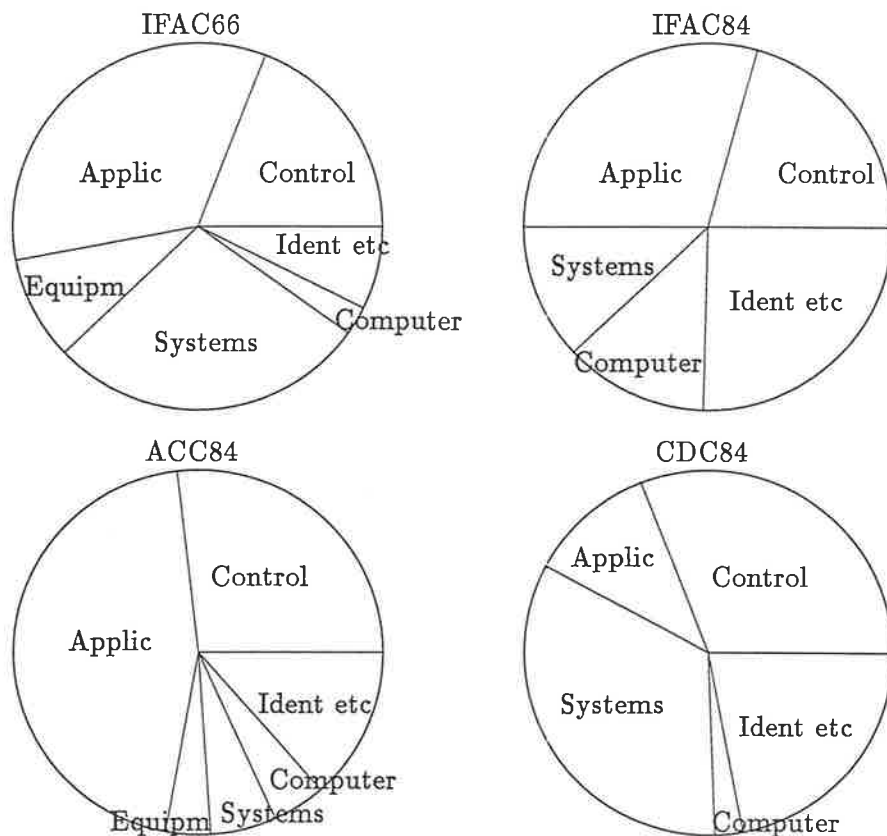 IFAC66
Applic
Control
Ident etc
Equipm
Computer
Systems
IFAC84
Applic
Control
Systems
Ident etc
Computer
ACC84
Control
Applic
Ident etc
Computer
Systems
Equipm
CDC84
Applic
Control
Systems
Ident etc
Computer